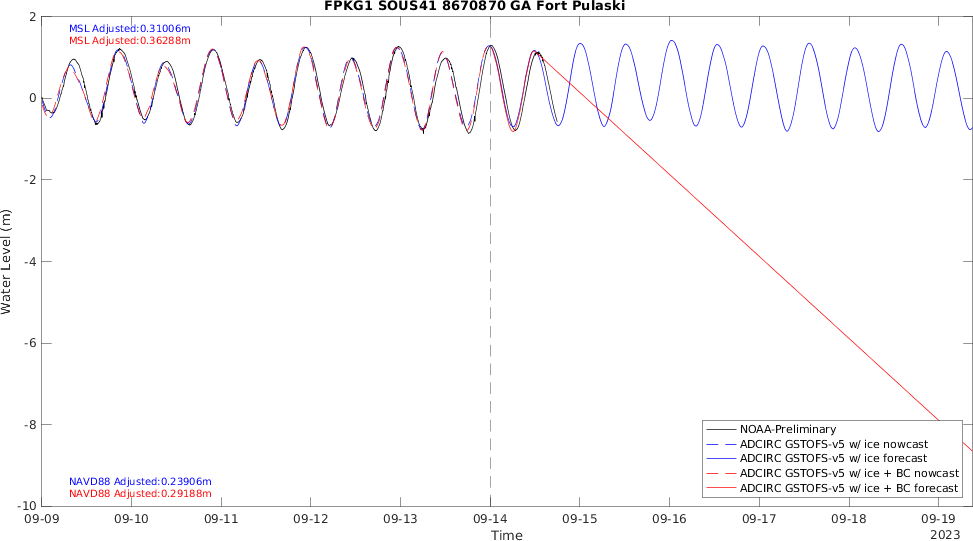 FPKG1 SOUS41 8670870 GA Fort Pulaski
MSL Adjusted:0.31006m
MSL Adjusted:0.36288m
2
0
-2
-4
-6
-8
-10
Water Level (m)
NAVD88 Adjusted:0.23906m
NAVD88 Adjusted:0.29188m
NOAA-Preliminary
ADCIRC GSTOFS-v5 w/ ice nowcast
ADCIRC GSTOFS-v5 w/ ice forecast
ADCIRC GSTOFS-v5 w/ ice + BC nowcast
ADCIRC GSTOFS-v5 w/ ice + BC forecast
09-09 09-10 09-11 09-12 09-13 09-14 09-15 09-16 09-17 09-18 09-19
Time
2023